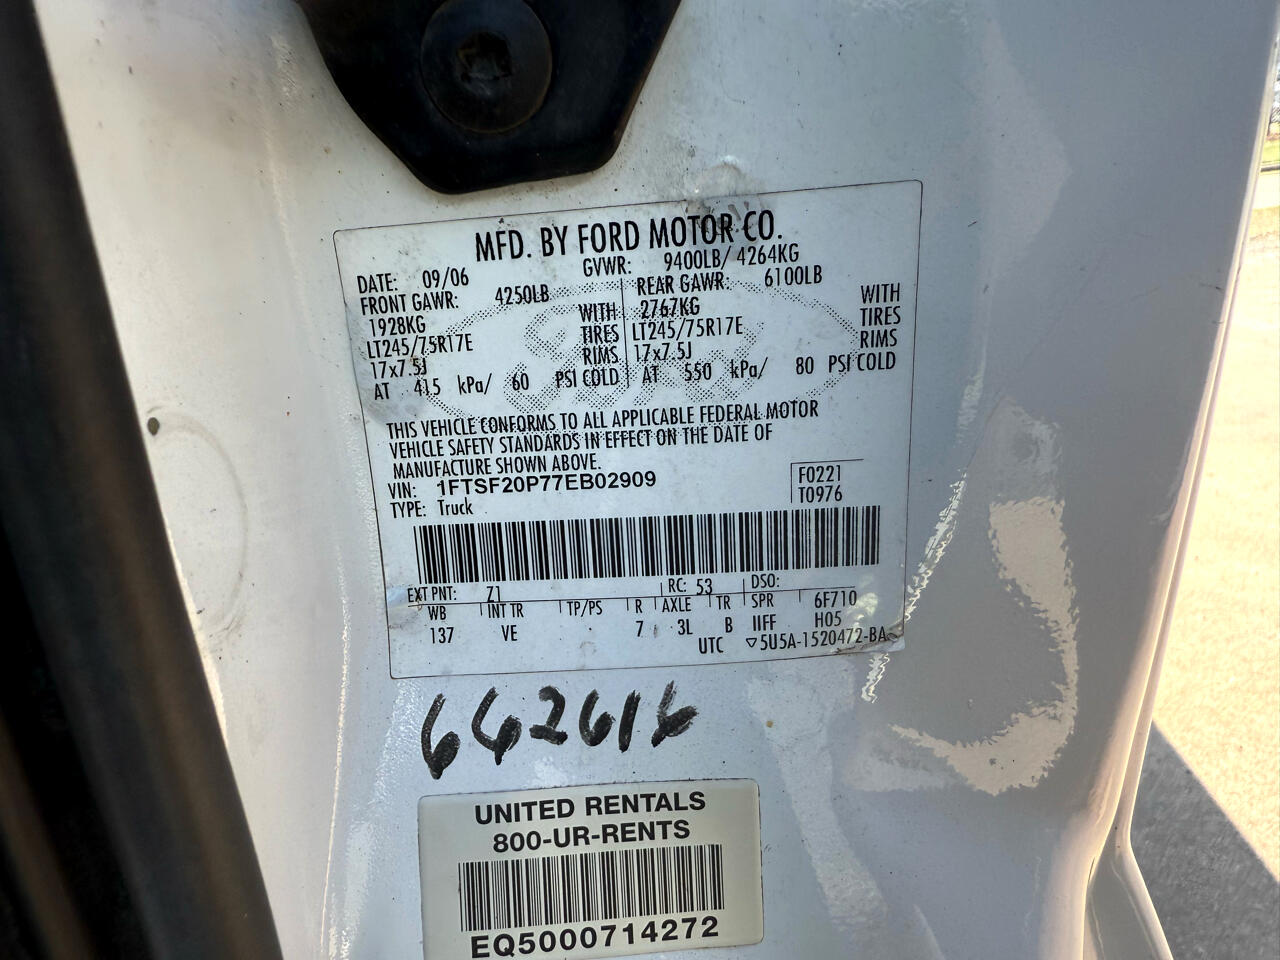 MFD. BY FORD MOTOR CO.
DATE: 09/06 GVWR: 9400LB/ 4264KG
FRONT GAWR: 4250LB REAR GAWR: 6100LB
1928KG WITH 2767KG WITH
LT245/75R17E TIRES LT245/75R17E TIRES
17x7.5J RIMS 17x7.5J RIMS
AT 415 kPa/ 60 PSI COLD AT 550 kPa/ 80 PSI COLD
THIS VEHICLE CONFORMS TO ALL APPLICABLE FEDERAL MOTOR
VEHICLE SAFETY STANDARDS IN EFFECT ON THE DATE OF
MANUFACTURE SHOWN ABOVE.
VIN: 1FTSF20P77EB02909 F0221
TYPE: Truck T0976
EXT PNT: Z1 RC: 53 DSO:
WB INT TR TP/PS R AXLE TR SPR 6F710
137 VE 7 3L B IIFF H05
UTC ▽5U5A-1520472-BA
642616
UNITED RENTALS
800-UR-RENTS
EQ5000714272